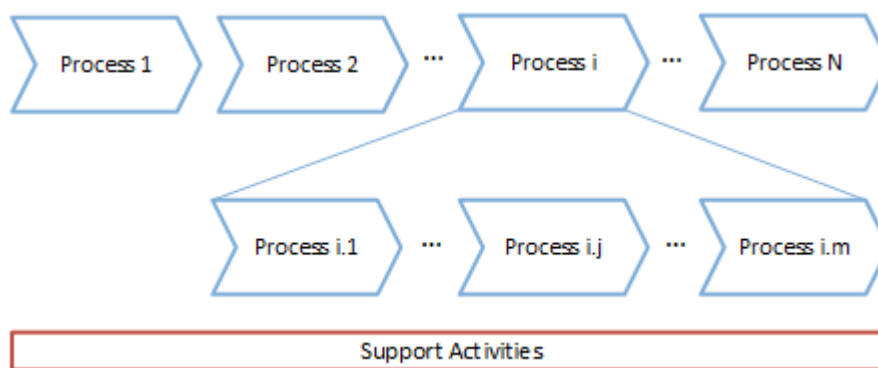 Process 1 Process 2 ... Process i ... Process N
Process i.1 ... Process i.j ... Process i.m
Support Activities